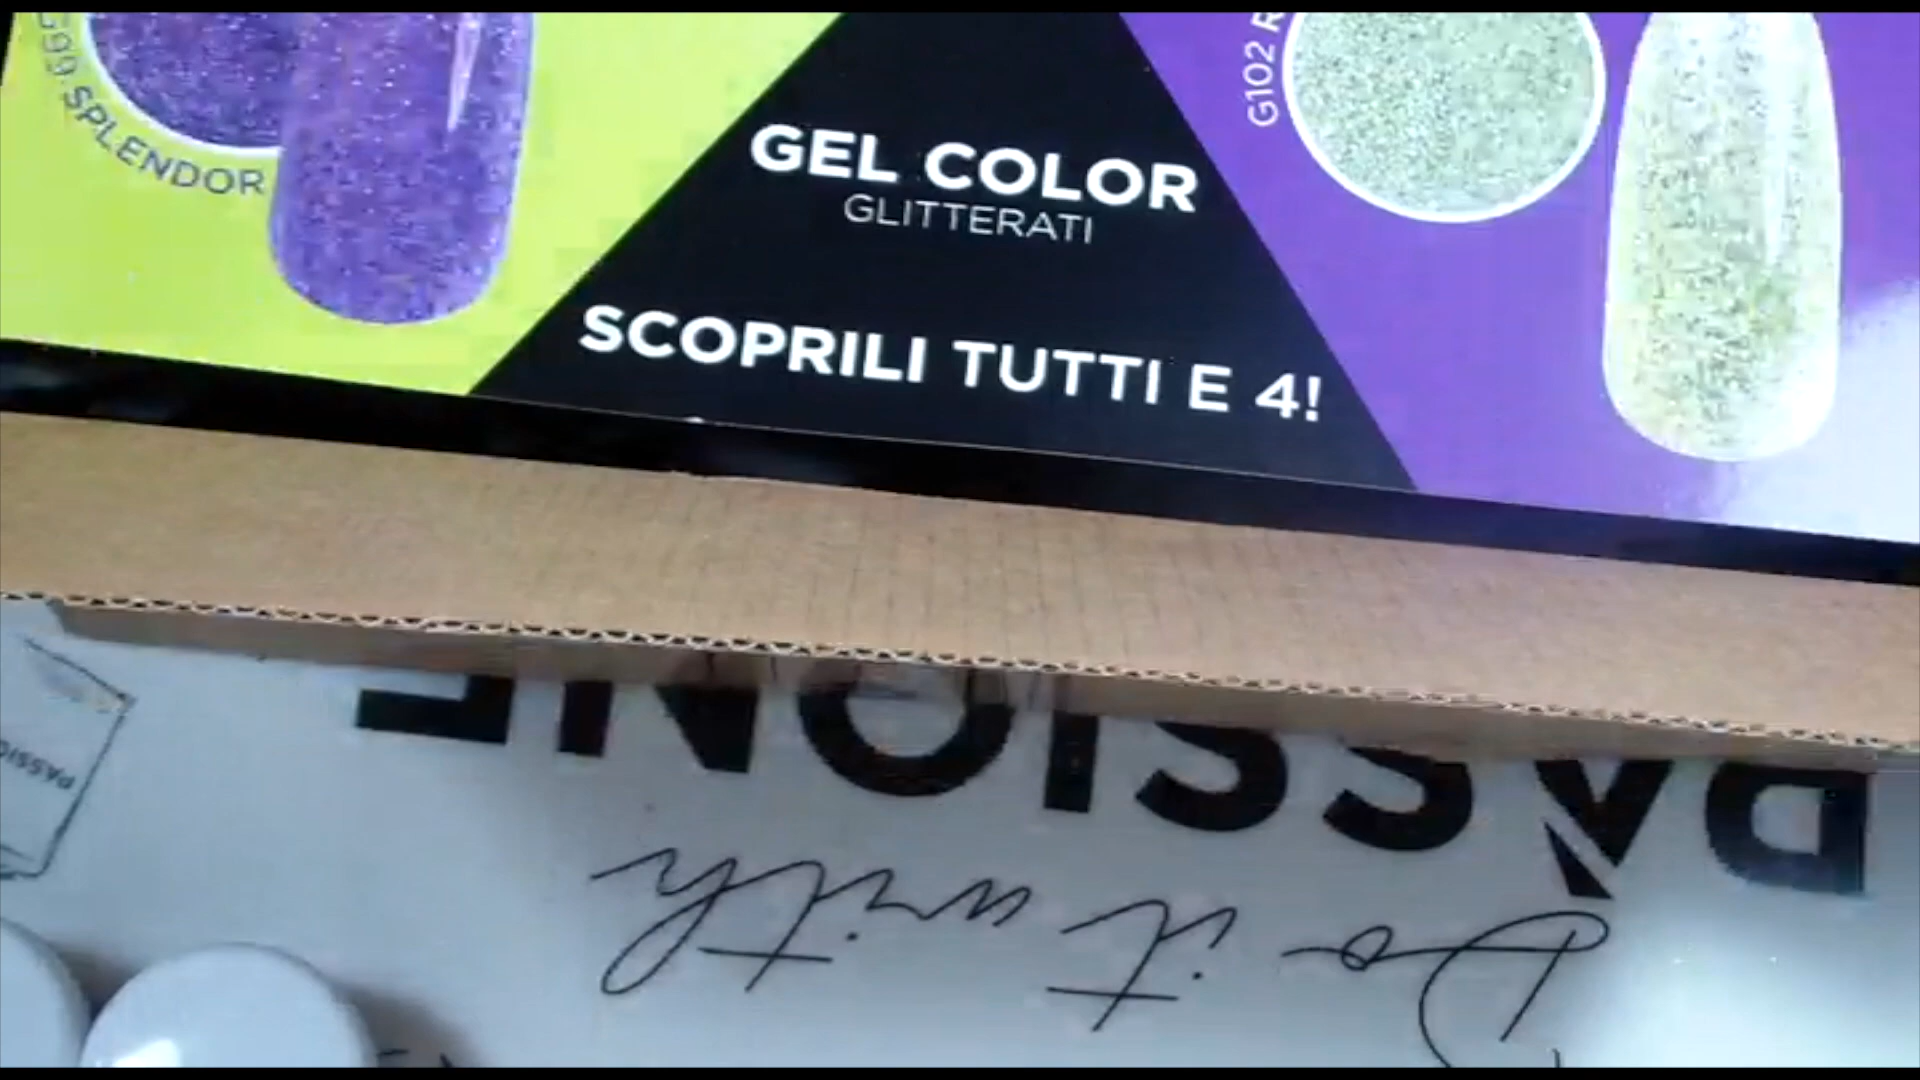 G99 SPLENDOR
G102
GEL COLOR
GLITTERATI
SCOPRILI TUTTI E 4!
Do it with
PASSIONE